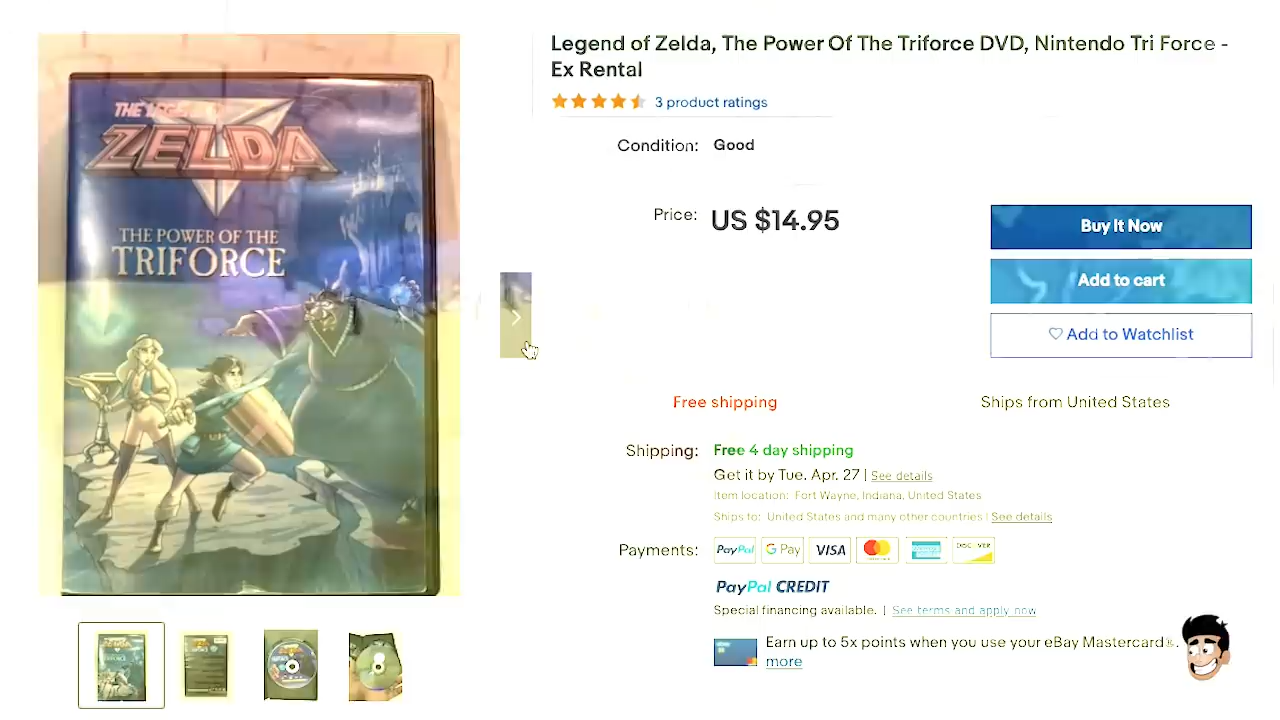 Legend of Zelda, The Power Of The Triforce DVD, Nintendo Tri Force -
Ex Rental
3 product ratings
Condition: Good
Price: US $14.95
Buy It Now
Add to cart
Add to Watchlist
Free shipping
Ships from United States
Shipping: Free 4 day shipping
Get it by Tue. Apr. 27 | See details
Item location: Fort Wayne, Indiana, United States
Ships to: United States and many other countries | See details
Payments: PayPal G Pay VISA DISCOVER
PayPal CREDIT
Special financing available. | See terms and apply now
Earn up to 5x points when you use your eBay Mastercard®.
more
THE LEGEND OF
ZELDA
THE POWER OF THE
TRIFORCE